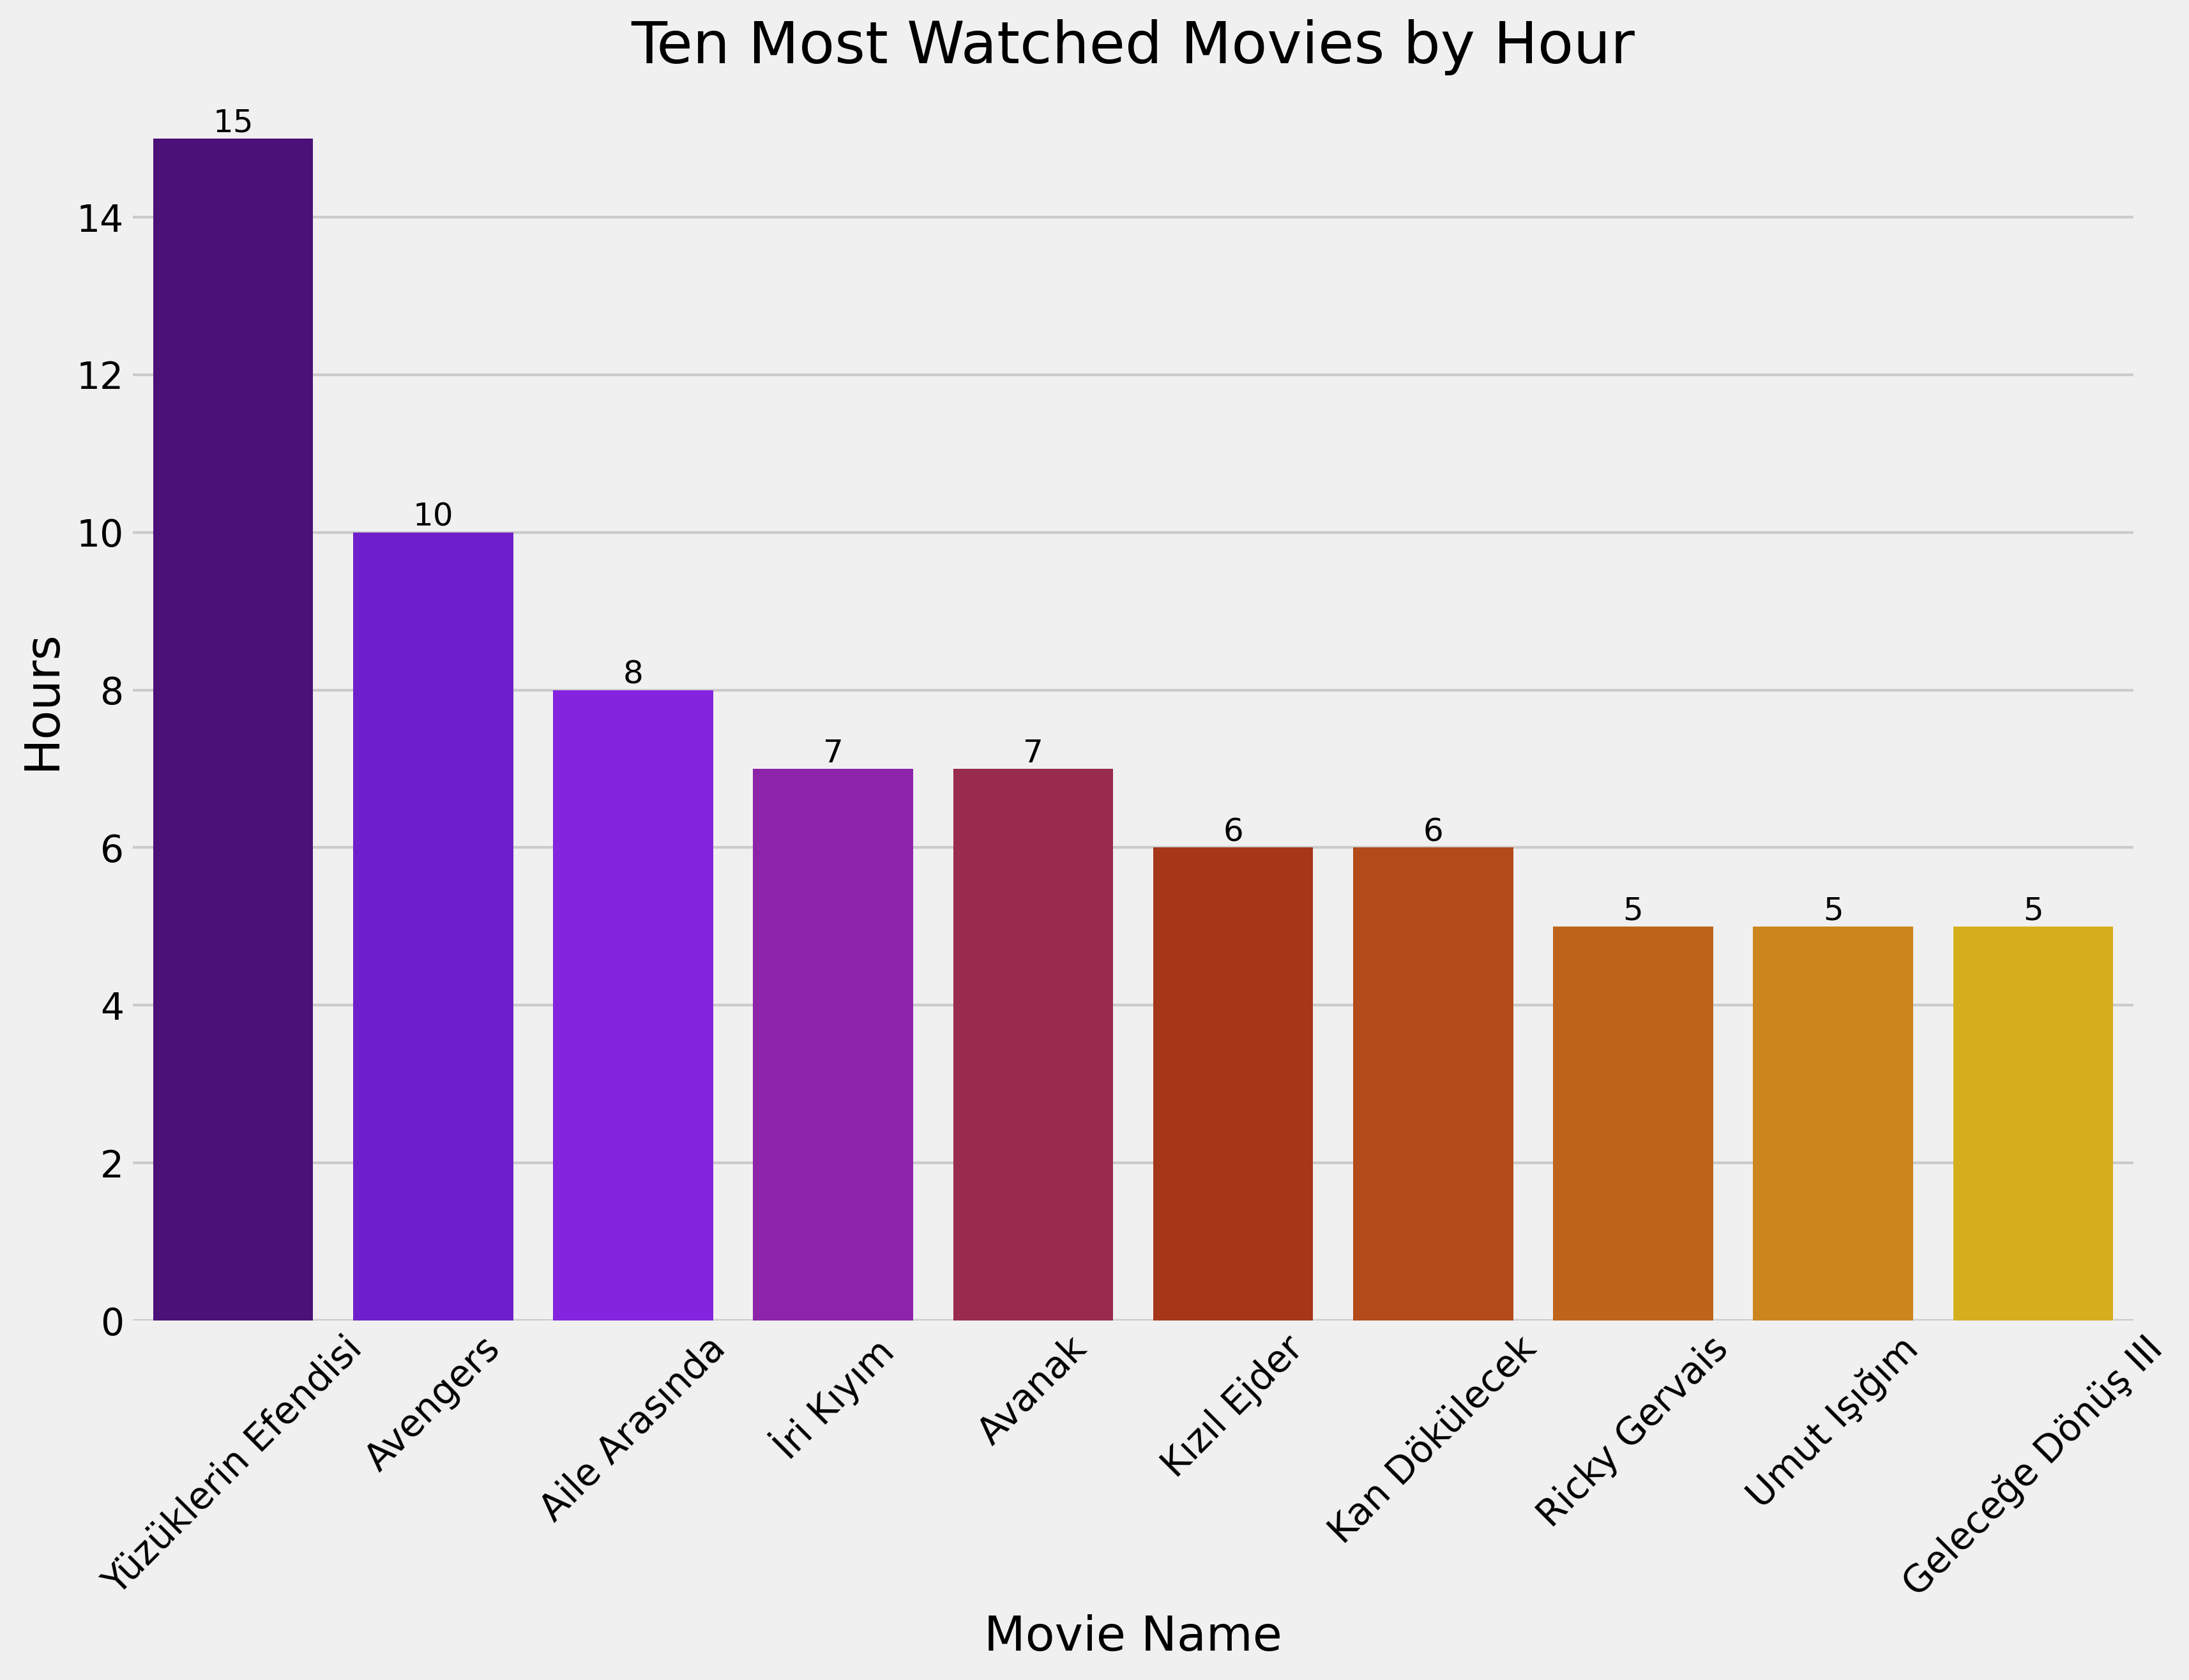 Ten Most Watched Movies by Hour
15
14
12
10
10
8
8
7
7
6
6
6
5
5
5
4
2
0
Hours
Yüzüklerin Efendisi
Avengers
Aile Arasında
İri Kıyım
Avanak
Kızıl Ejder
Kan Dökülecek
Ricky Gervais
Umut Işığım
Geleceğe Dönüş III
Movie Name